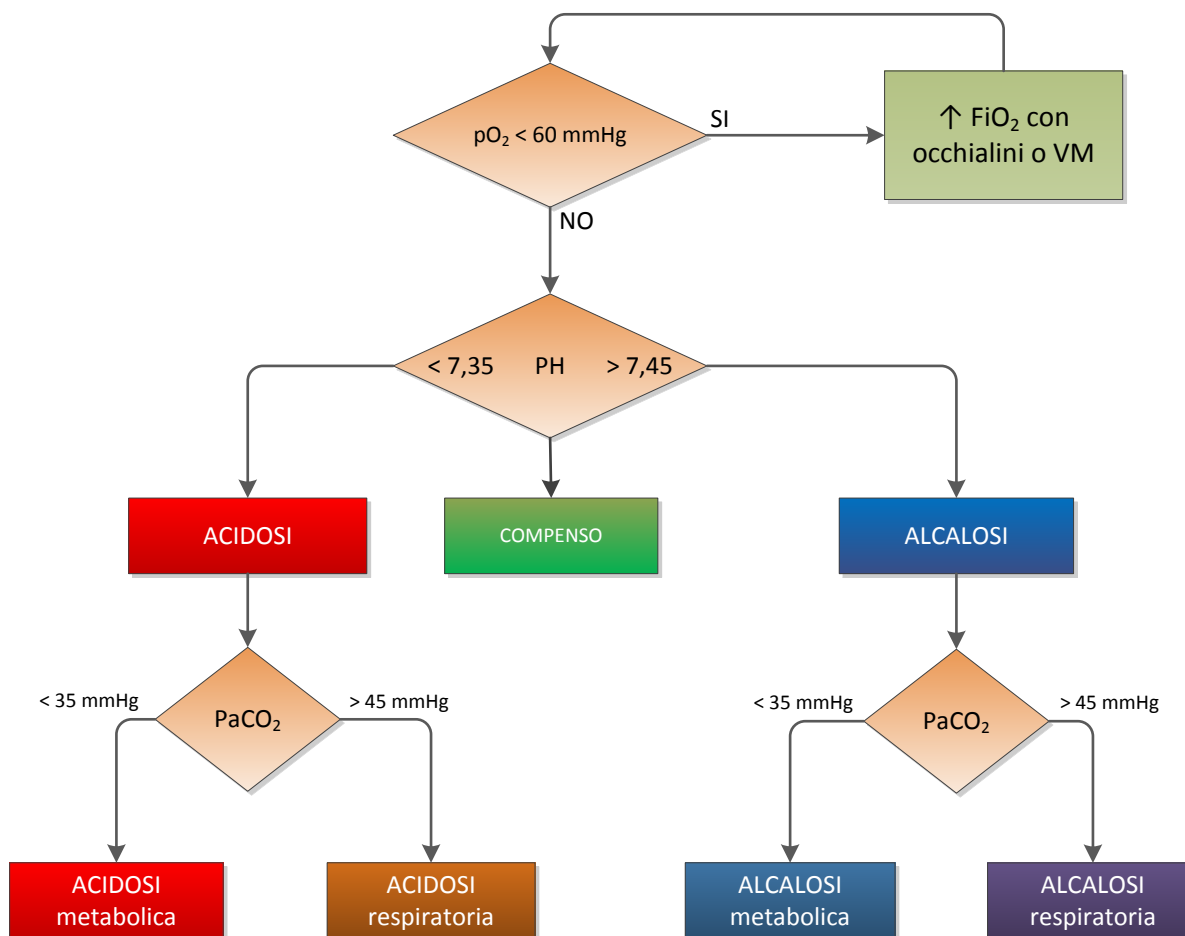 pO₂ < 60 mmHg
SI
↑ FiO₂ con
occhialini o VM
NO
< 7,35 PH > 7,45
ACIDOSI
COMPENSO
ALCALOSI
< 35 mmHg
PaCO₂
> 45 mmHg
< 35 mmHg
PaCO₂
> 45 mmHg
ACIDOSI
metabolica
ACIDOSI
respiratoria
ALCALOSI
metabolica
ALCALOSI
respiratoria